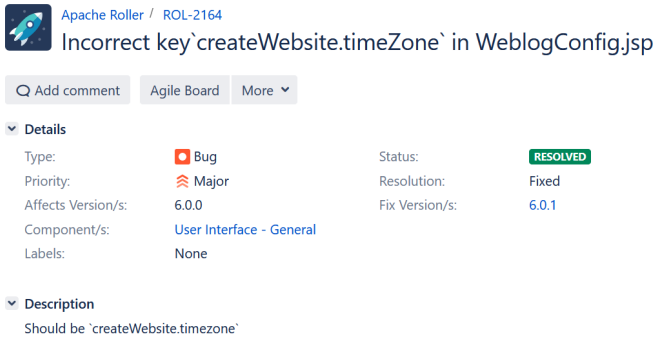 Apache Roller / ROL-2164
Incorrect key`createWebsite.timeZone` in WeblogConfig.jsp
Add comment Agile Board More
Details
Type: Bug Status: RESOLVED
Priority: Major Resolution: Fixed
Affects Version/s: 6.0.0 Fix Version/s: 6.0.1
Component/s: User Interface - General
Labels: None
Description
Should be `createWebsite.timezone`